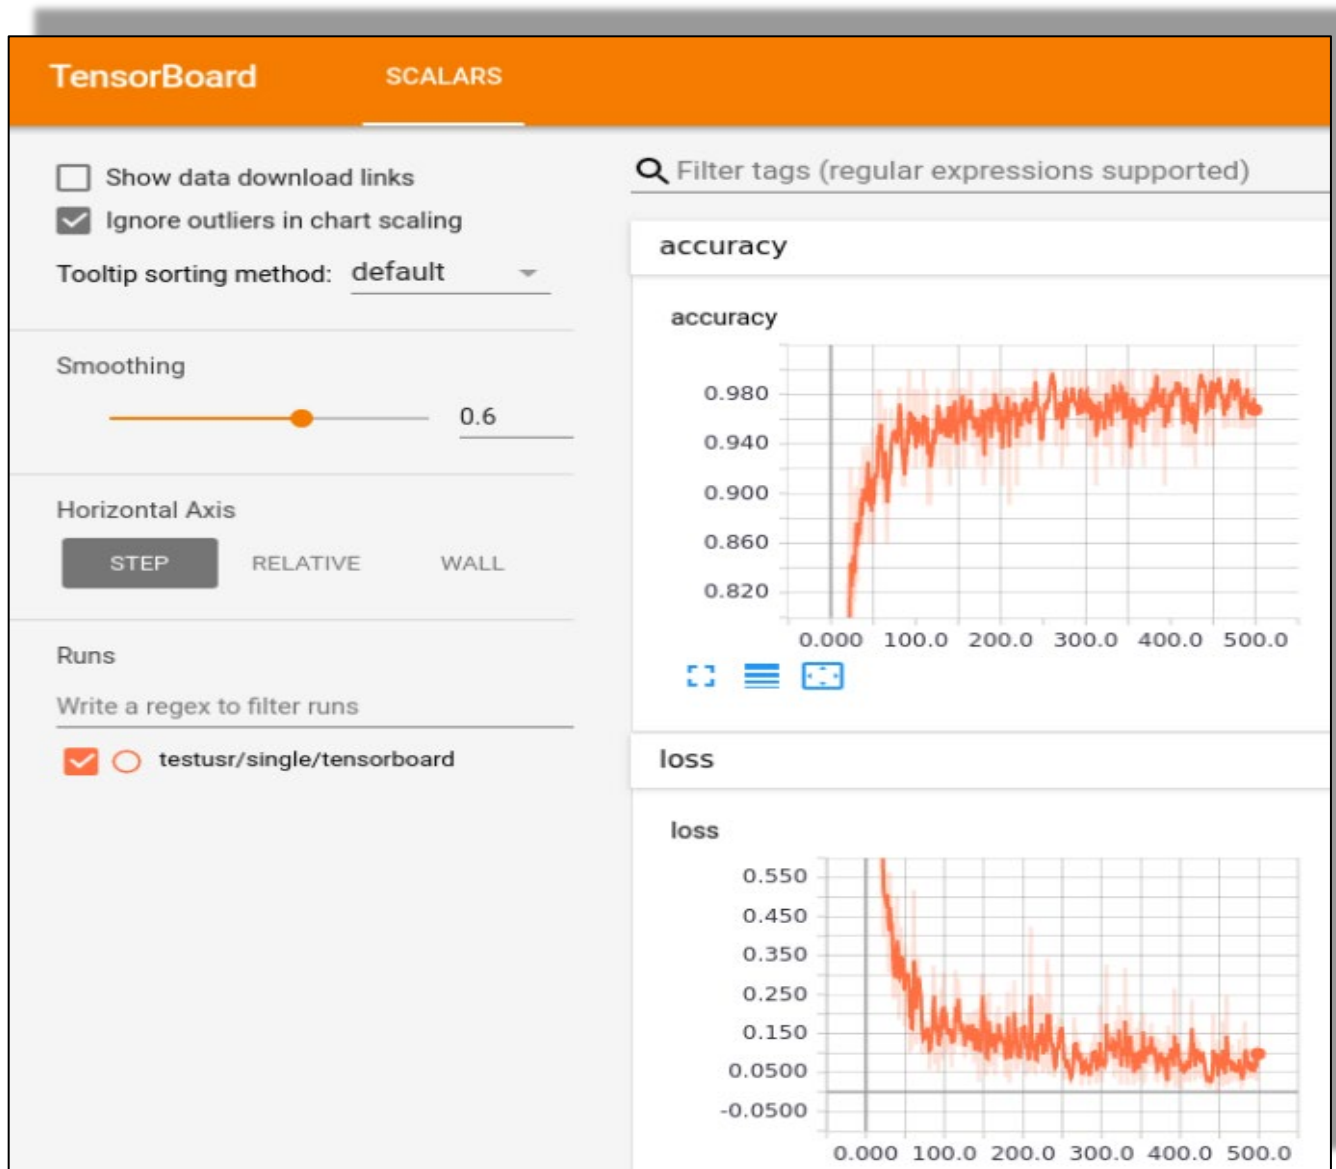 TensorBoard SCALARS
Show data download links
Ignore outliers in chart scaling
Tooltip sorting method: default
Smoothing
0.6
Horizontal Axis
STEP RELATIVE WALL
Runs
Write a regex to filter runs
testusr/single/tensorboard
Filter tags (regular expressions supported)
accuracy
accuracy
0.980
0.940
0.900
0.860
0.820
0.000 100.0 200.0 300.0 400.0 500.0
loss
loss
0.550
0.450
0.350
0.250
0.150
0.0500
-0.0500
0.000 100.0 200.0 300.0 400.0 500.0